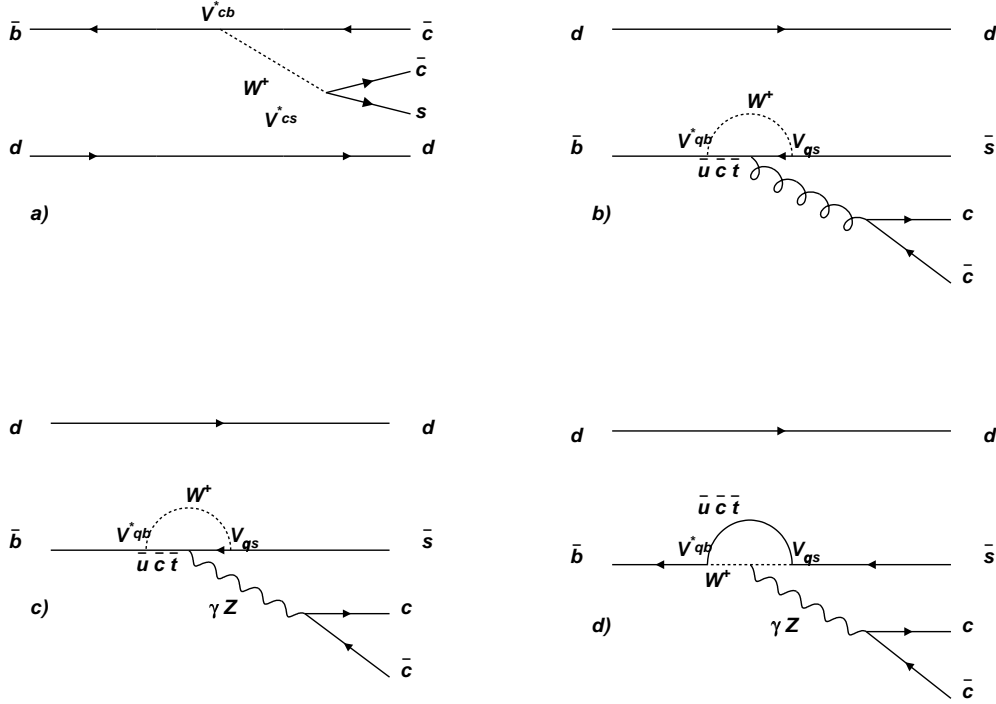 V*cb
b̄ c̄
c̄
W⁺
V*cs s
d d
a)
d d
W⁺
V*qb Vqs
b̄ s̄
ū c̄ t̄
b) c
c̄
d d
W⁺
V*qb Vqs
b̄ s̄
ū c̄ t̄
γ Z c
c)
c̄
d d
ū c̄ t̄
V*qb Vqs
b̄ s̄
W⁺
γ Z c
d)
c̄